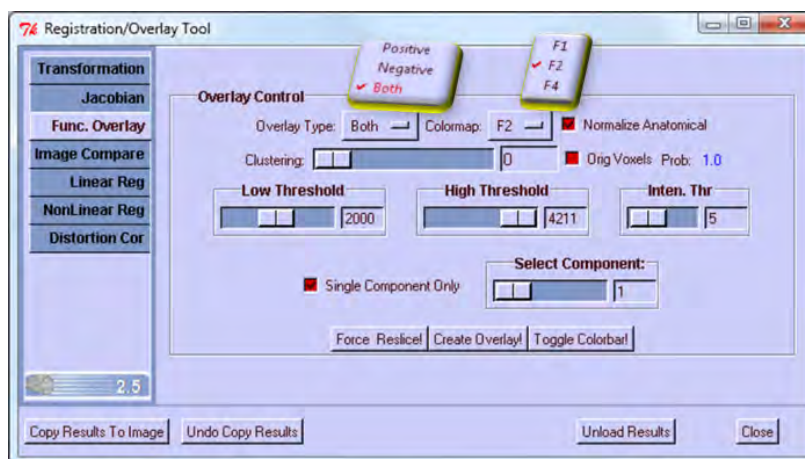 7k Registration/Overlay Tool
Positive
Negative
Both
F1
F2
F4
Transformation
Jacobian
Func. Overlay
Image Compare
Linear Reg
NonLinear Reg
Distortion Cor
2.5
Overlay Control
Overlay Type: Both Colormap: F2 Normalize Anatomical
Clustering: 0 Orig Voxels Prob: 1.0
Low Threshold High Threshold Inten. Thr
2000 4211 5
Single Component Only Select Component:
1
Force Reslice! Create Overlay! Toggle Colorbar!
Copy Results To Image Undo Copy Results Unload Results Close